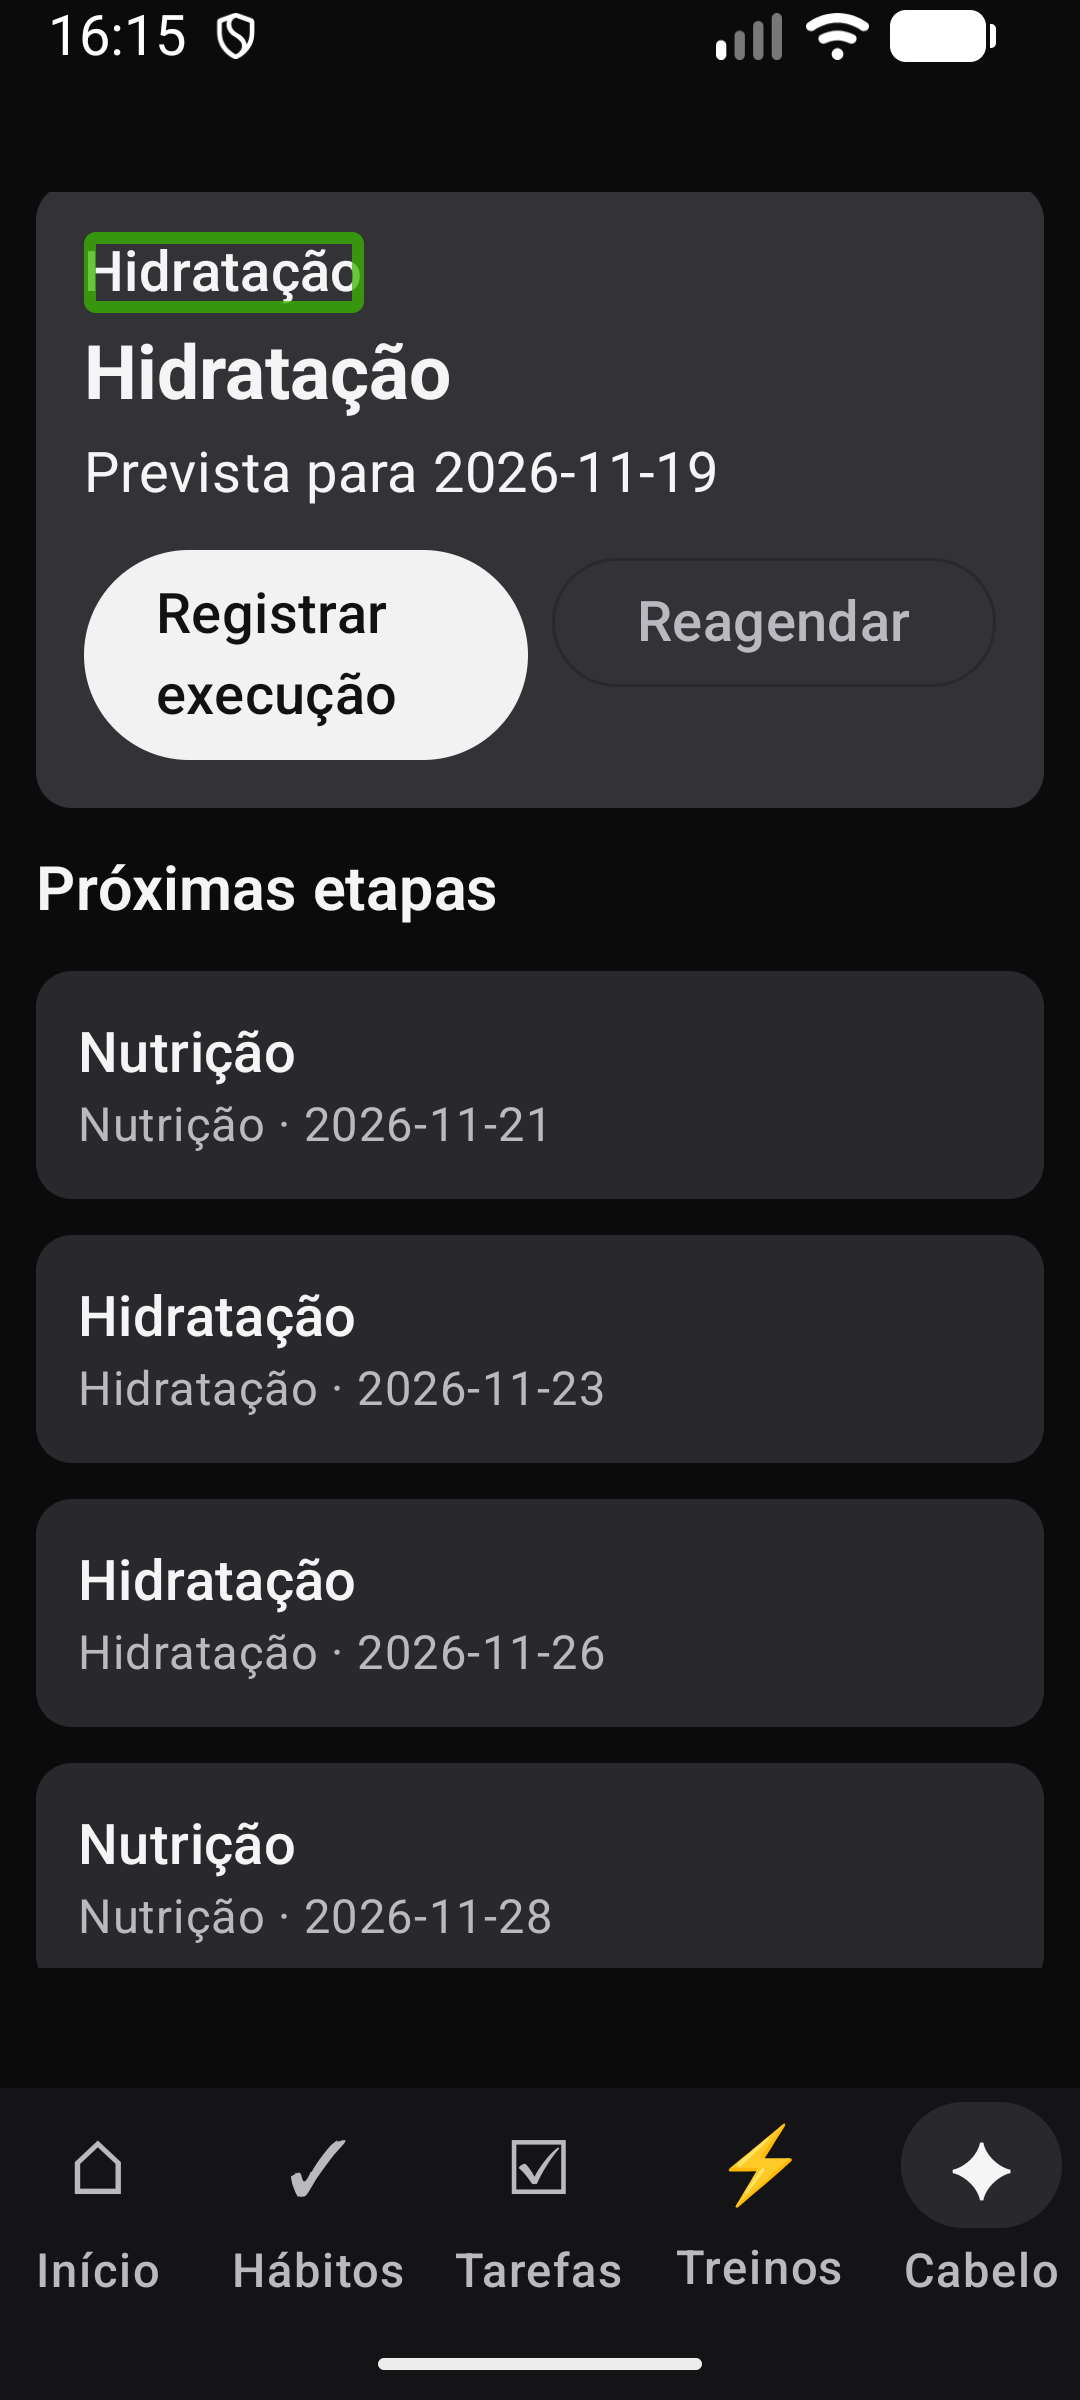 16:15
Hidratação
Hidratação
Prevista para 2026-11-19
Registrar
execução
Reagendar
Próximas etapas
Nutrição
Nutrição · 2026-11-21
Hidratação
Hidratação · 2026-11-23
Hidratação
Hidratação · 2026-11-26
Nutrição
Nutrição · 2026-11-28
Início
Hábitos
Tarefas
Treinos
Cabelo